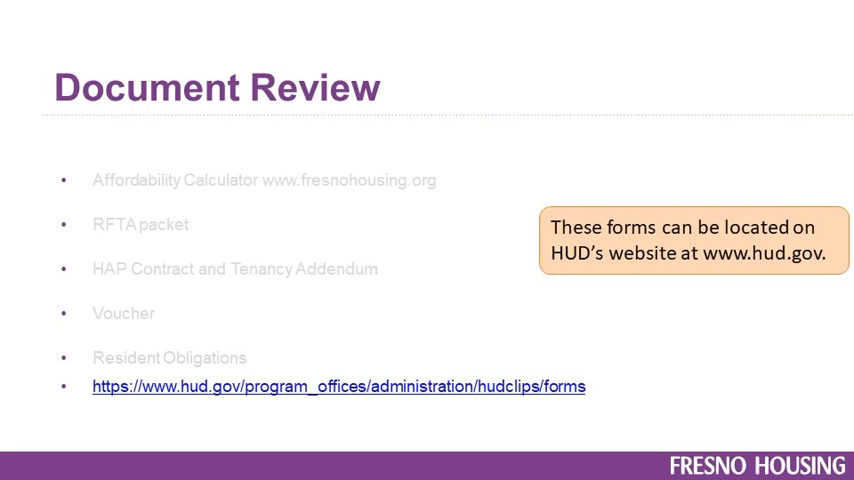 Document Review
• Affordability Calculator www.fresnohousing.org
• RFTA packet
• HAP Contract and Tenancy Addendum
• Voucher
• Resident Obligations
• https://www.hud.gov/program_offices/administration/hudclips/forms
These forms can be located on
HUD’s website at www.hud.gov.
FRESNO HOUSING